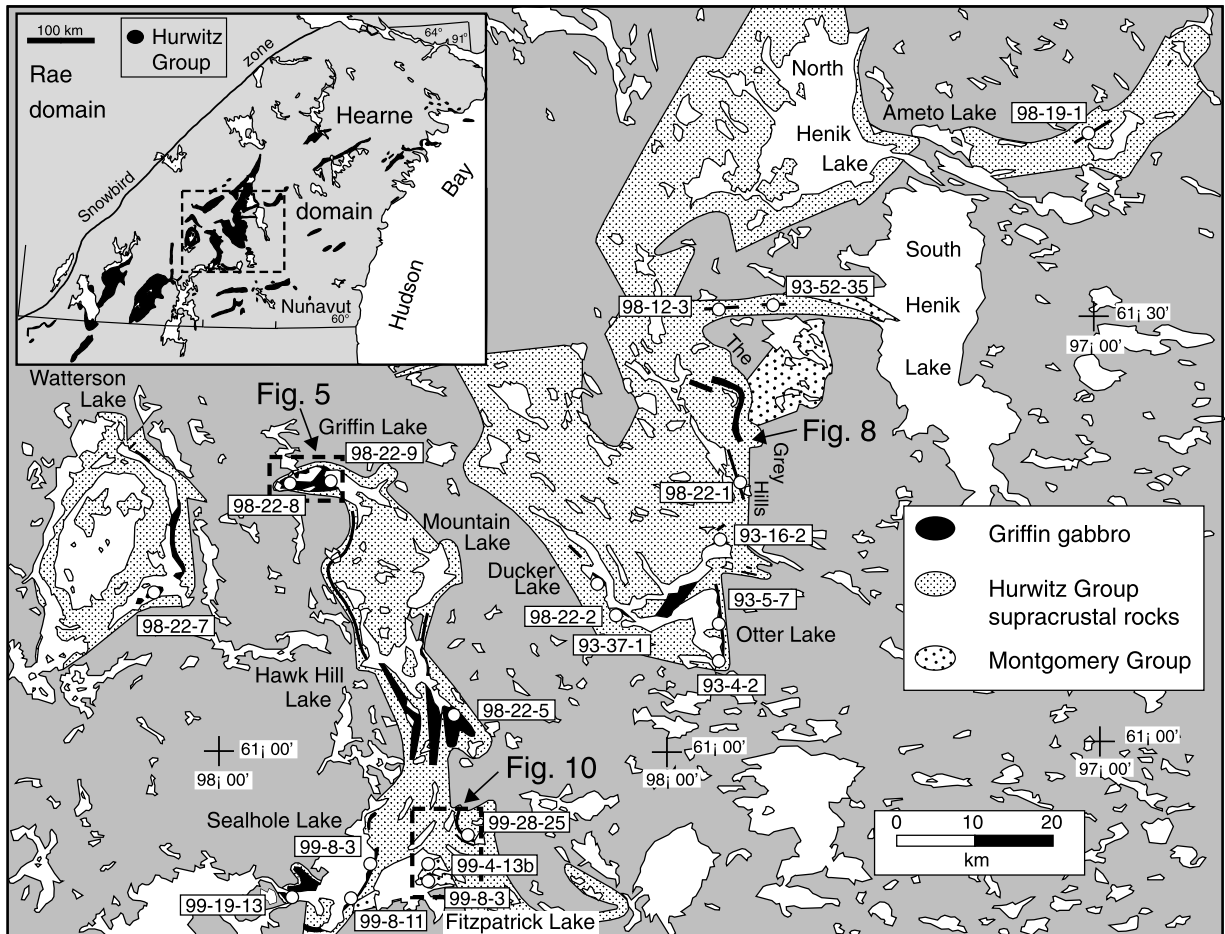 100 km
Hurwitz
Group
64°
91°
Rae
domain
zone
Hearne
Snowbird
domain
Bay
Hudson
Nunavut
60°
North
Henik
Lake
Ameto Lake
98-19-1
South
Henik
Lake
98-12-3
93-52-35
61¡ 30'
97¡ 00'
The
Grey
Hills
Watterson
Lake
Fig. 5
Griffin Lake
98-22-9
98-22-8
Fig. 8
98-22-1
Mountain
Lake
93-16-2
Ducker
Lake
98-22-2
93-37-1
93-5-7
Otter Lake
93-4-2
98-22-7
Hawk Hill
Lake
98-22-5
Griffin gabbro
Hurwitz Group
supracrustal rocks
Montgomery Group
61¡ 00'
98¡ 00'
61¡ 00'
98¡ 00'
61¡ 00'
97¡ 00'
Fig. 10
Sealhole Lake
99-28-25
99-8-3
99-4-13b
99-8-3
99-19-13
99-8-11
Fitzpatrick Lake
0 10 20
km